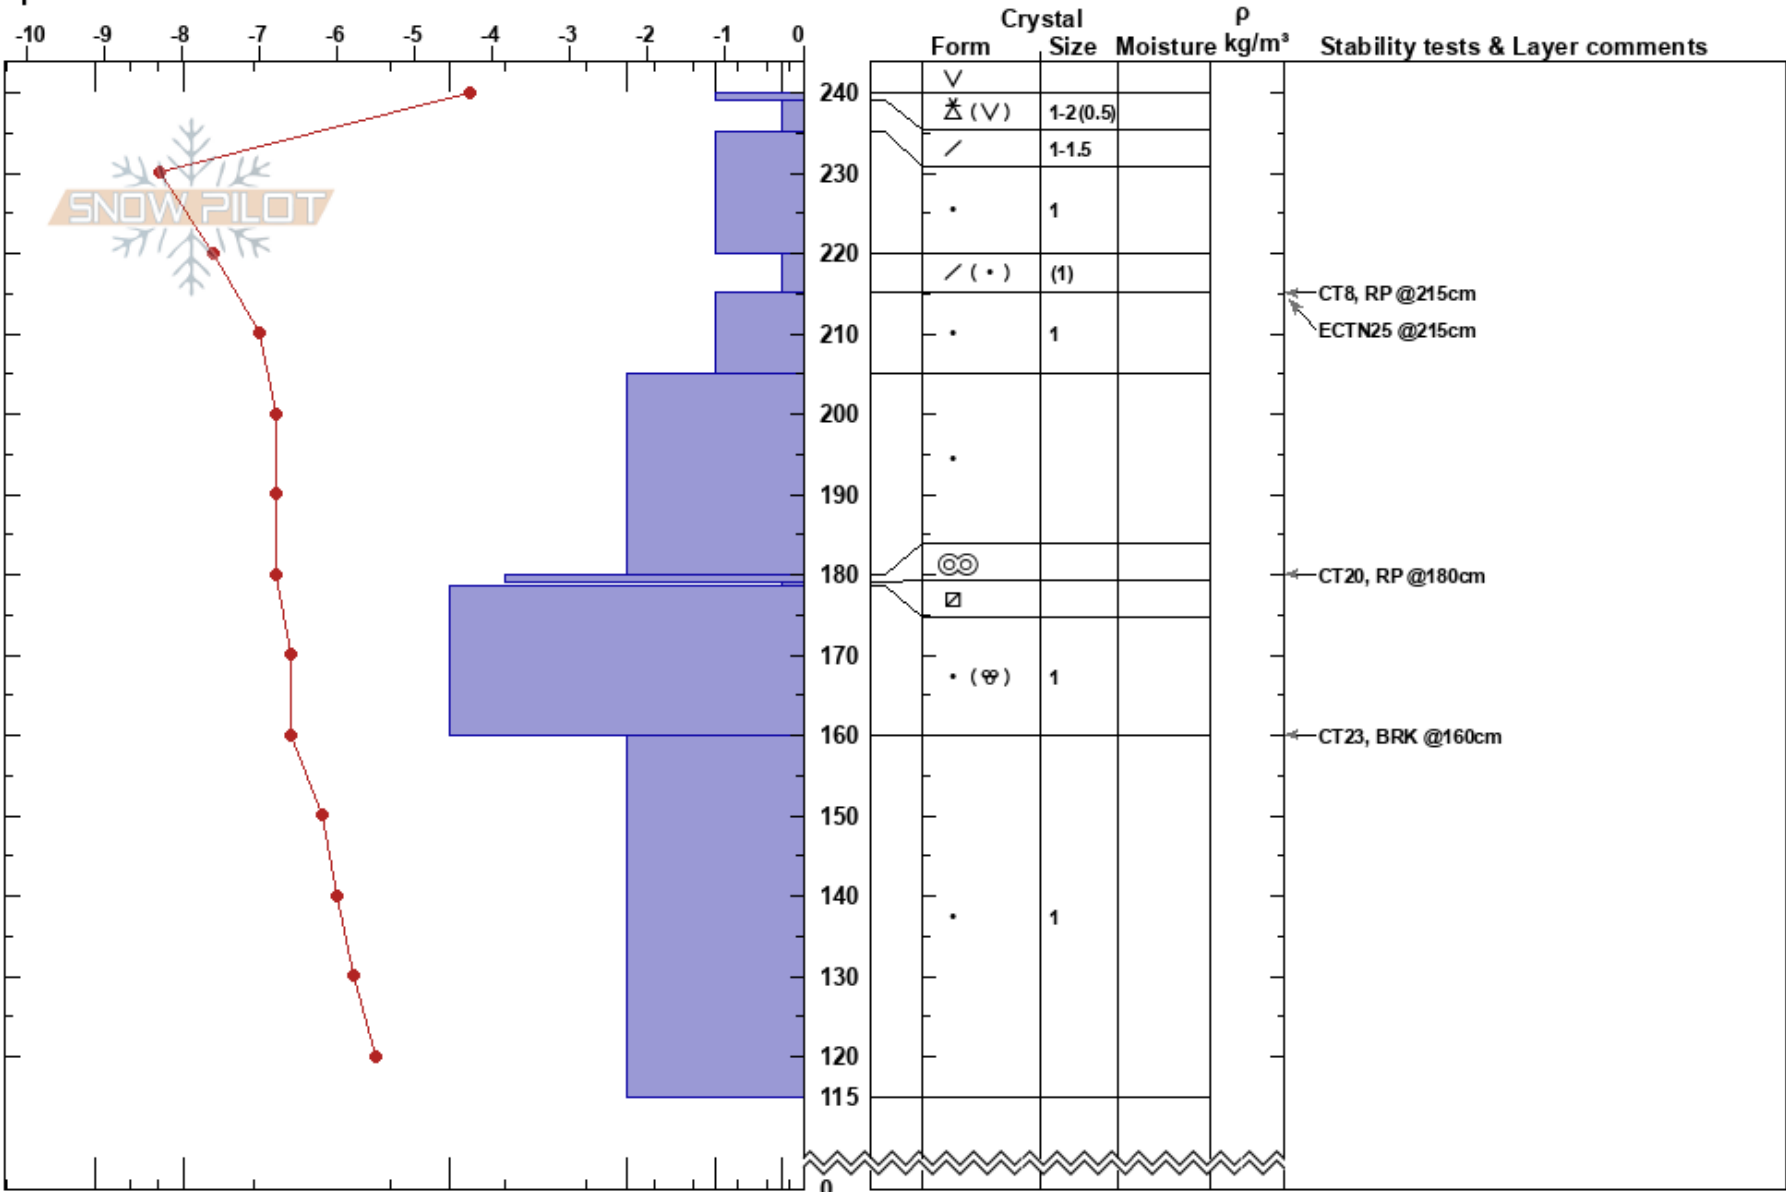 Crystal ρ
-10 -9 -8 -7 -6 -5 -4 -3 -2 -1 0 Form Size Moisture kg/m³ Stability tests & Layer comments
240
(V) 1-2(0.5)
1-1.5
230
1
220
( • ) (1)
CT8, RP @215cm
210 • 1 ECTN25 @215cm
200
190
180 CT20, RP @180cm
170
1
160 CT23, BRK @160cm
150
140
1
130
120
115
0
SNOW PILOT